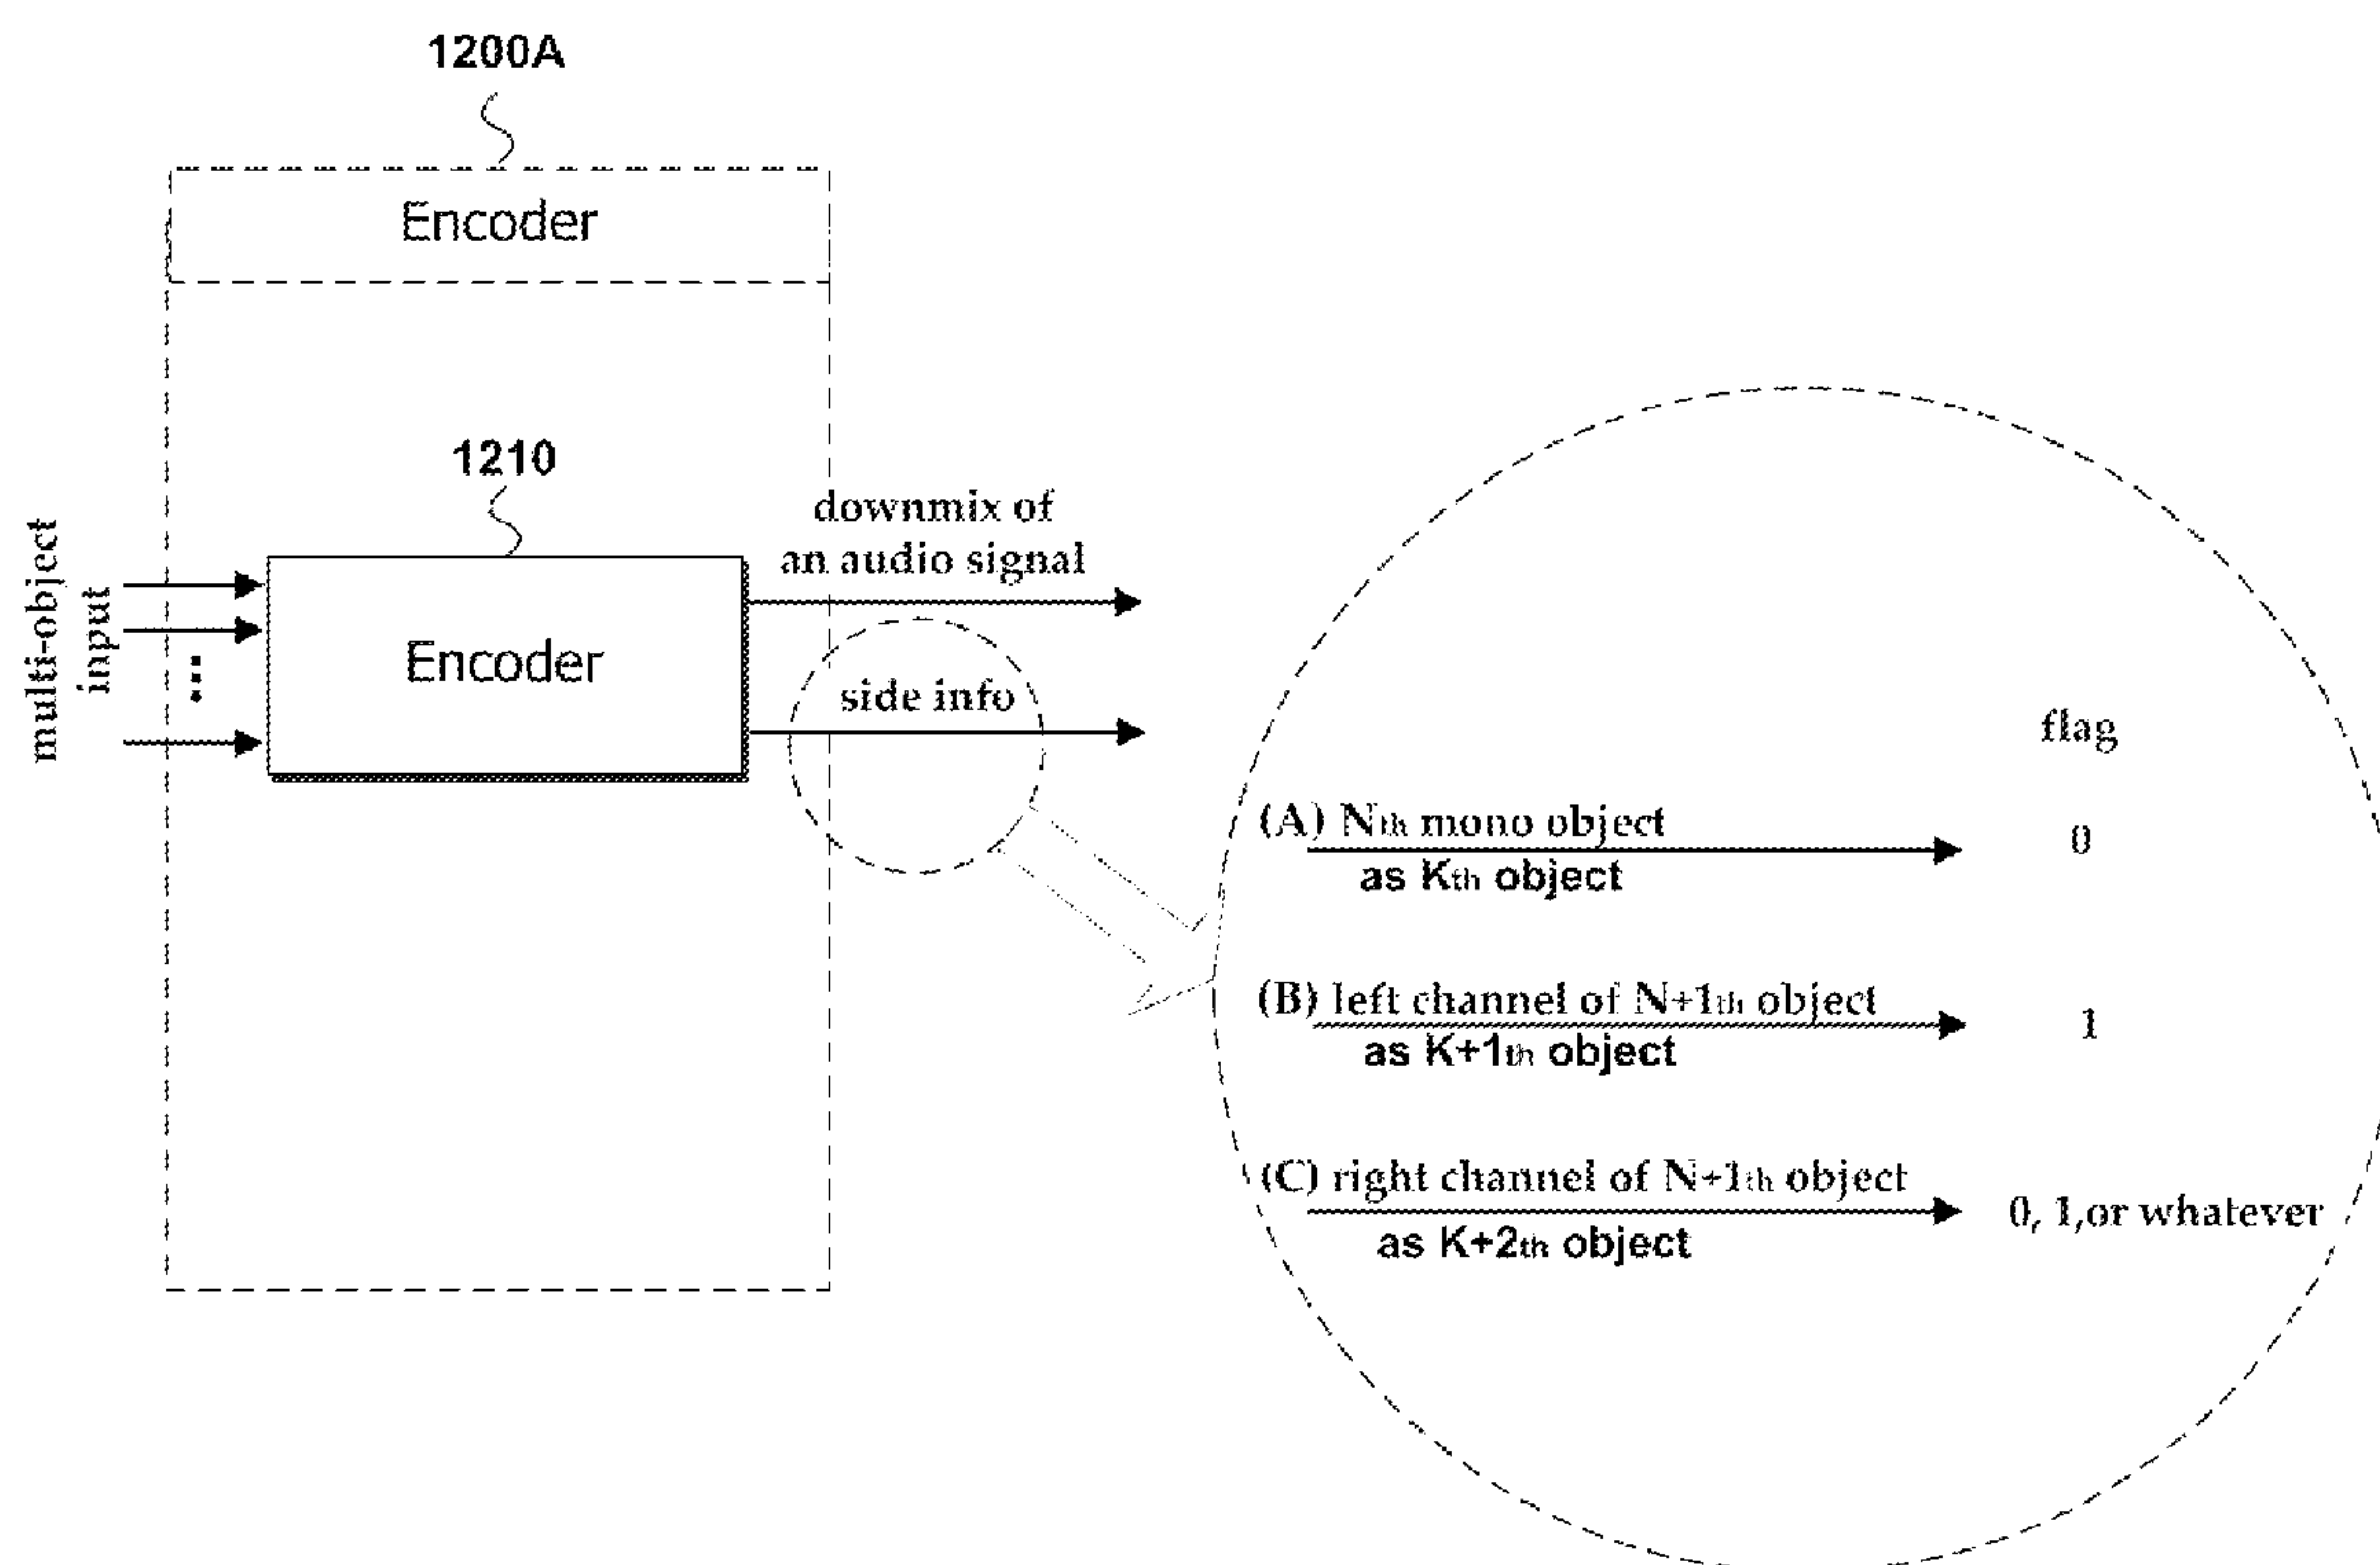 1200A
Encoder
1210
multi-object
input
...
Encoder
downmix of
an audio signal
side info
flag
(A) Nth mono object
as Kth object
0
(B) left channel of N+1th object
as K+1th object
1
(C) right channel of N+1th object
as K+2th object
0, 1,or whatever